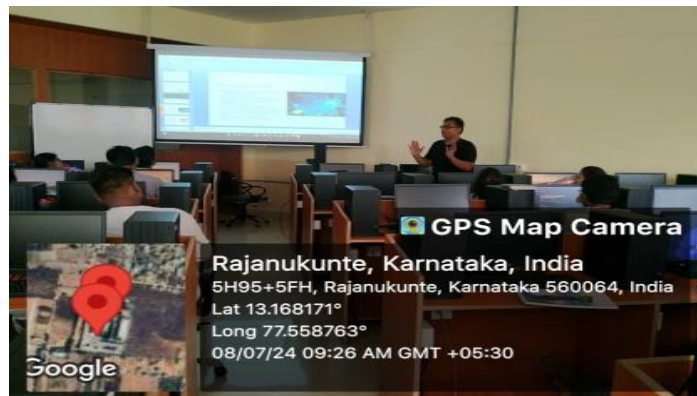 GPS Map Camera
Rajanukunte, Karnataka, India
5H95+5FH, Rajanukunte, Karnataka 560064, India
Lat 13.168171°
Long 77.558763°
08/07/24 09:26 AM GMT +05:30
Google